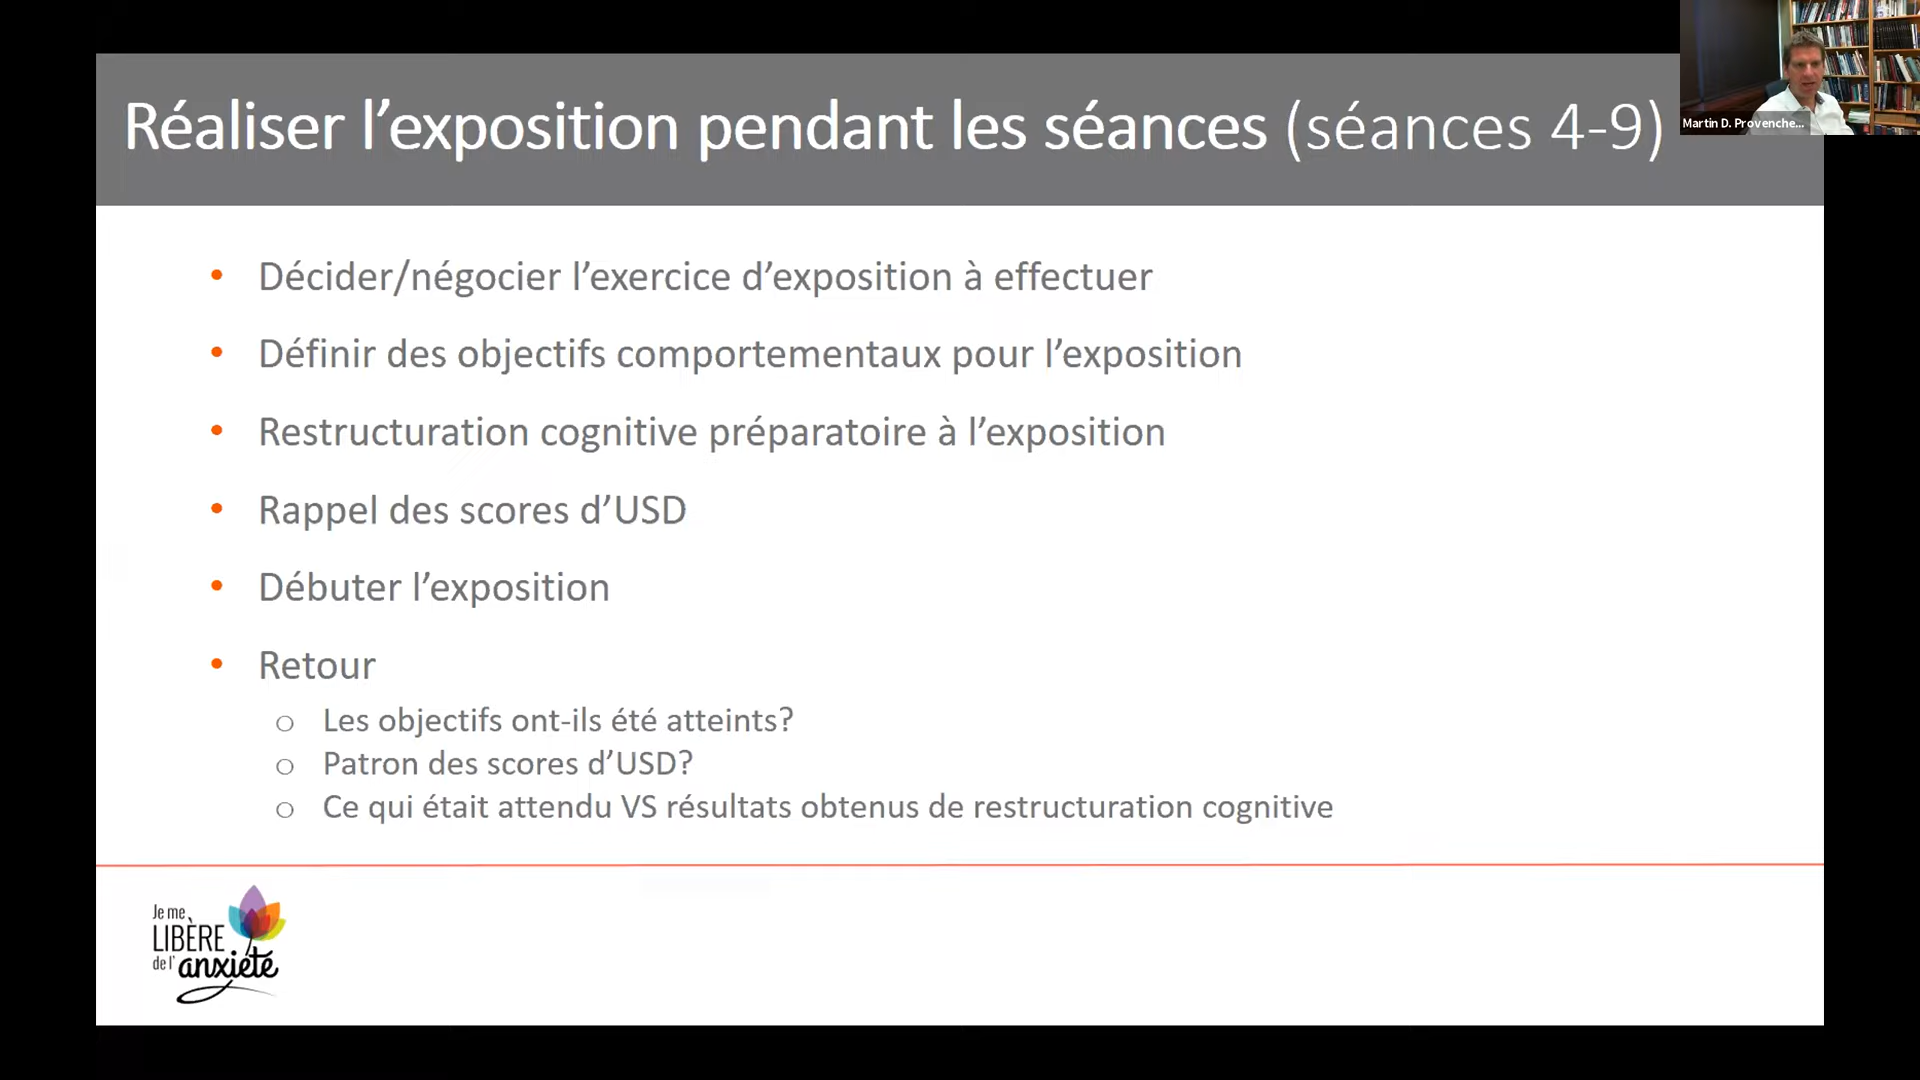 Réaliser l’exposition pendant les séances (séances 4-9)
Martin D. Provenche...
• Décider/négocier l’exercice d’exposition à effectuer
• Définir des objectifs comportementaux pour l’exposition
• Restructuration cognitive préparatoire à l’exposition
• Rappel des scores d’USD
• Débuter l’exposition
• Retour
o Les objectifs ont-ils été atteints?
o Patron des scores d’USD?
o Ce qui était attendu VS résultats obtenus de restructuration cognitive
Je me
LIBÈRE
de l’anxiété